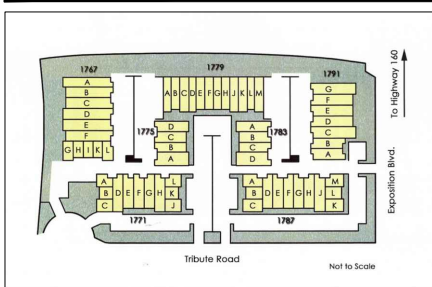 1767
A
B
C
D
E
F
G H I K L
1779
A B C D E F G H J K L M
1791
G
F
E
D
C
B
A
1775
D
C
B
A
1783
A
B
C
D
A
B
C
D E F G H
L
K
J
1771
A
B
C
D E F G H J
M
L
K
1787
To Highway 160
Exposition Blvd.
Tribute Road
Not to Scale